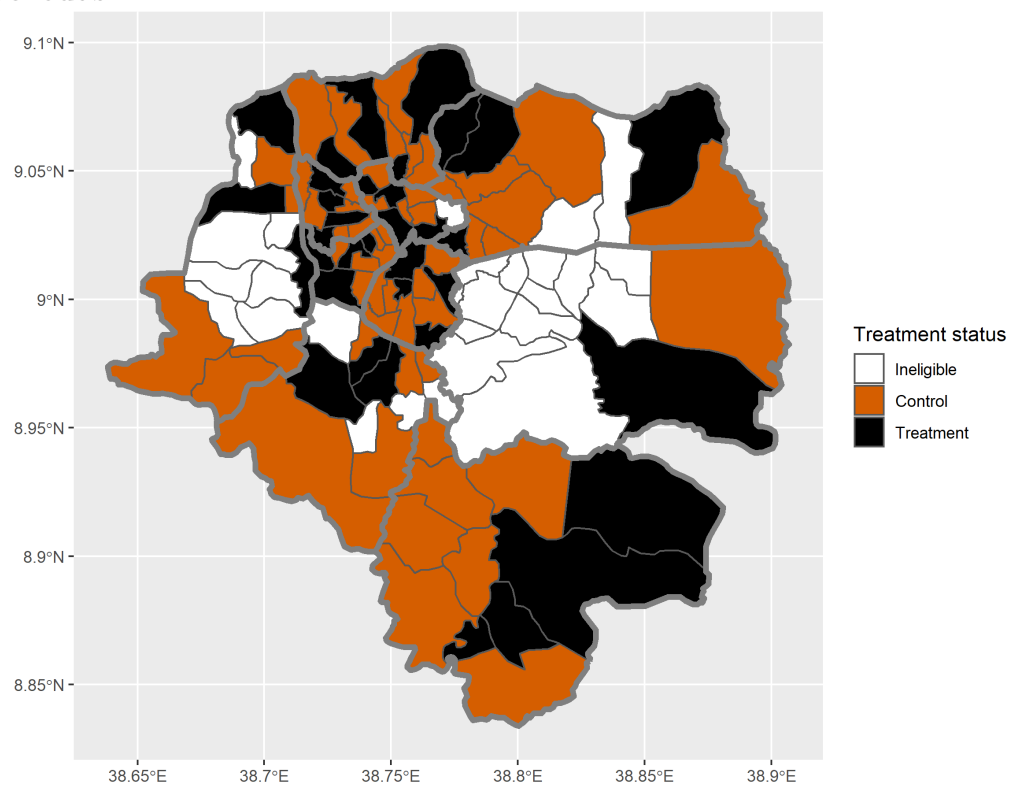 9.1°N
9.05°N
9°N
8.95°N
8.9°N
8.85°N
38.65°E
38.7°E
38.75°E
38.8°E
38.85°E
38.9°E
Treatment status
Ineligible
Control
Treatment